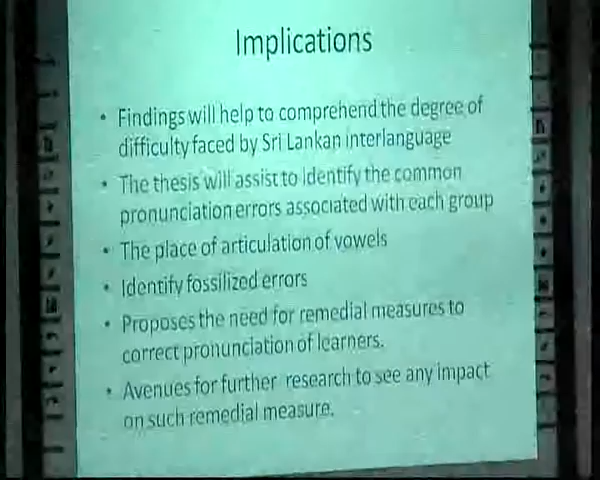 Implications
• Findings will help to comprehend the degree of
difficulty faced by Sri Lankan interlanguage
• The thesis will assist to identify the common
pronunciation errors associated with each group
• The place of articulation of vowels
• Identify fossilized errors
• Proposes the need for remedial measures to
correct pronunciation of learners.
• Avenues for further research to see any impact
on such remedial measure.